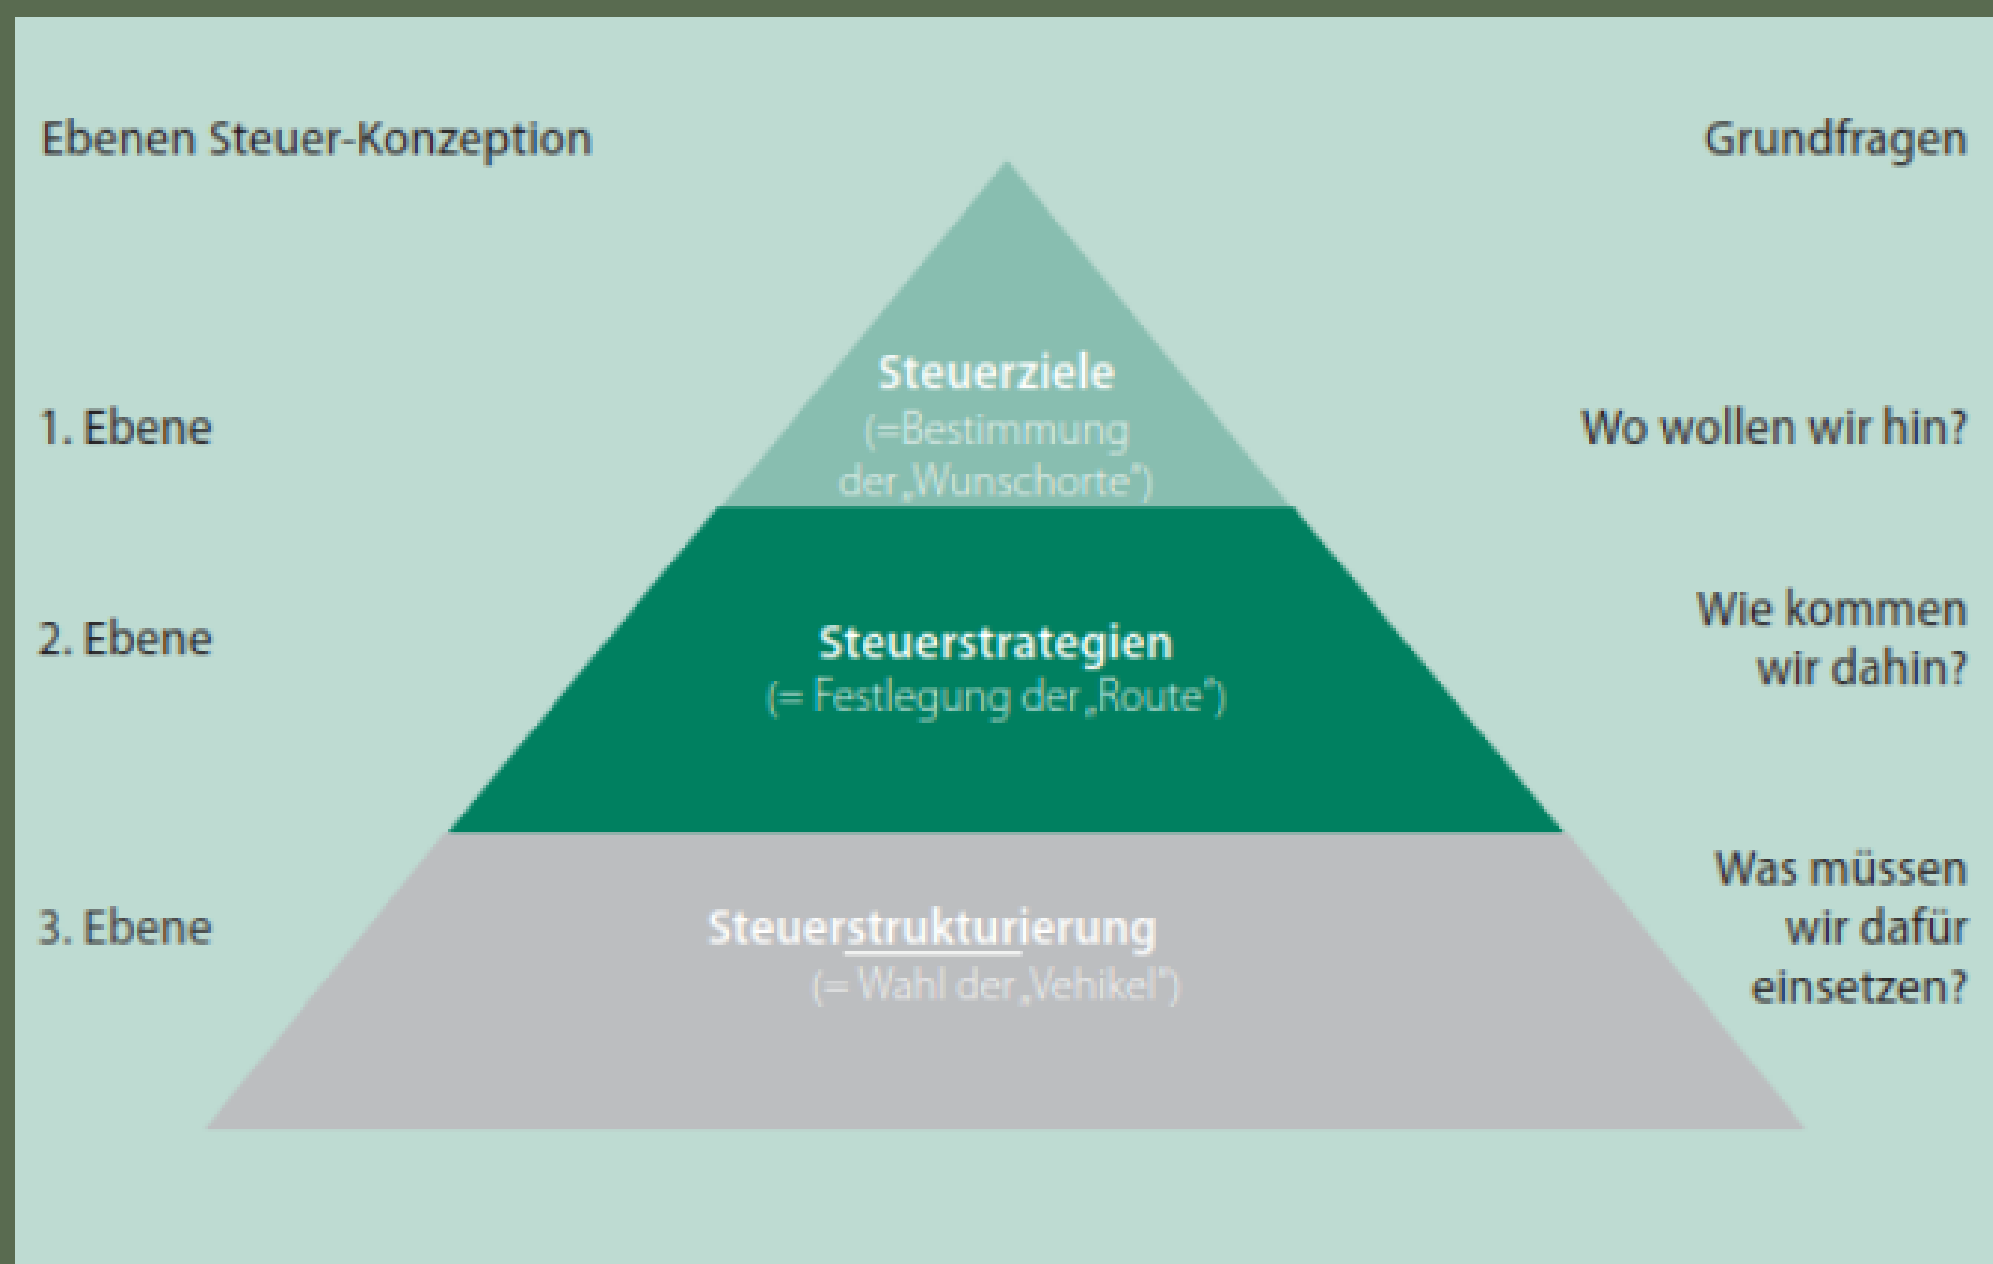 Ebenen Steuer-Konzeption
Grundfragen
1. Ebene
Steuerziele
(=Bestimmung
der „Wunschorte“)
Wo wollen wir hin?
2. Ebene
Steuerstrategien
(= Festlegung der „Route“)
Wie kommen
wir dahin?
3. Ebene
Steuerstrukturierung
(= Wahl der „Vehikel“)
Was müssen
wir dafür
einsetzen?